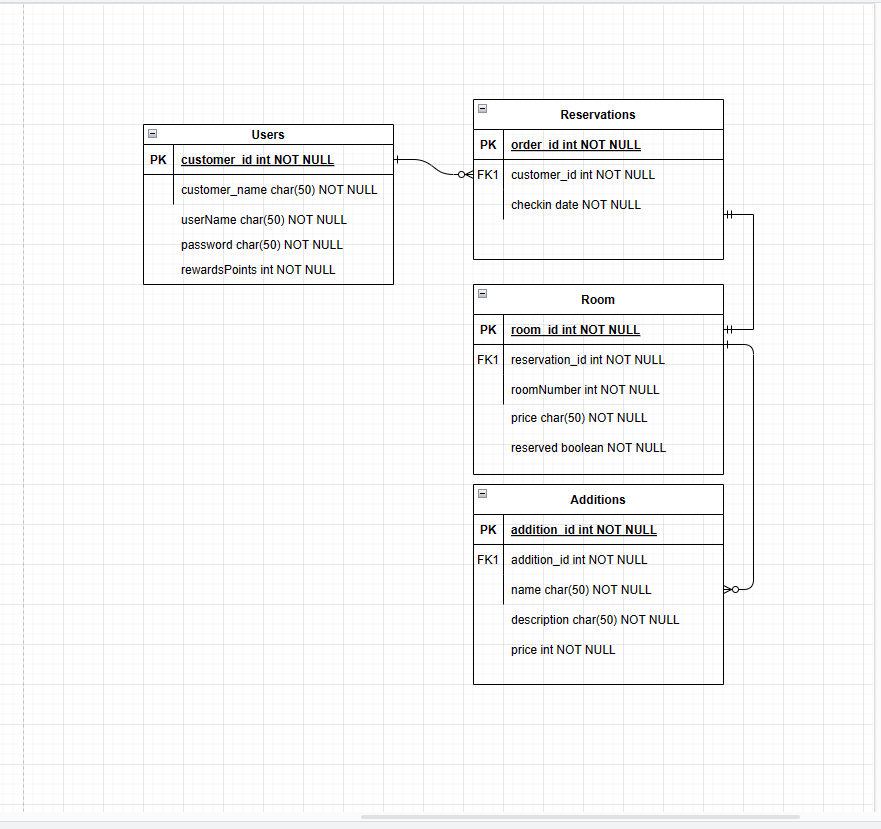 Users
PK customer_id int NOT NULL
customer_name char(50) NOT NULL
userName char(50) NOT NULL
password char(50) NOT NULL
rewardsPoints int NOT NULL
Reservations
PK order_id int NOT NULL
FK1 customer_id int NOT NULL
checkin date NOT NULL
Room
PK room_id int NOT NULL
FK1 reservation_id int NOT NULL
roomNumber int NOT NULL
price char(50) NOT NULL
reserved boolean NOT NULL
Additions
PK addition_id int NOT NULL
FK1 addition_id int NOT NULL
name char(50) NOT NULL
description char(50) NOT NULL
price int NOT NULL